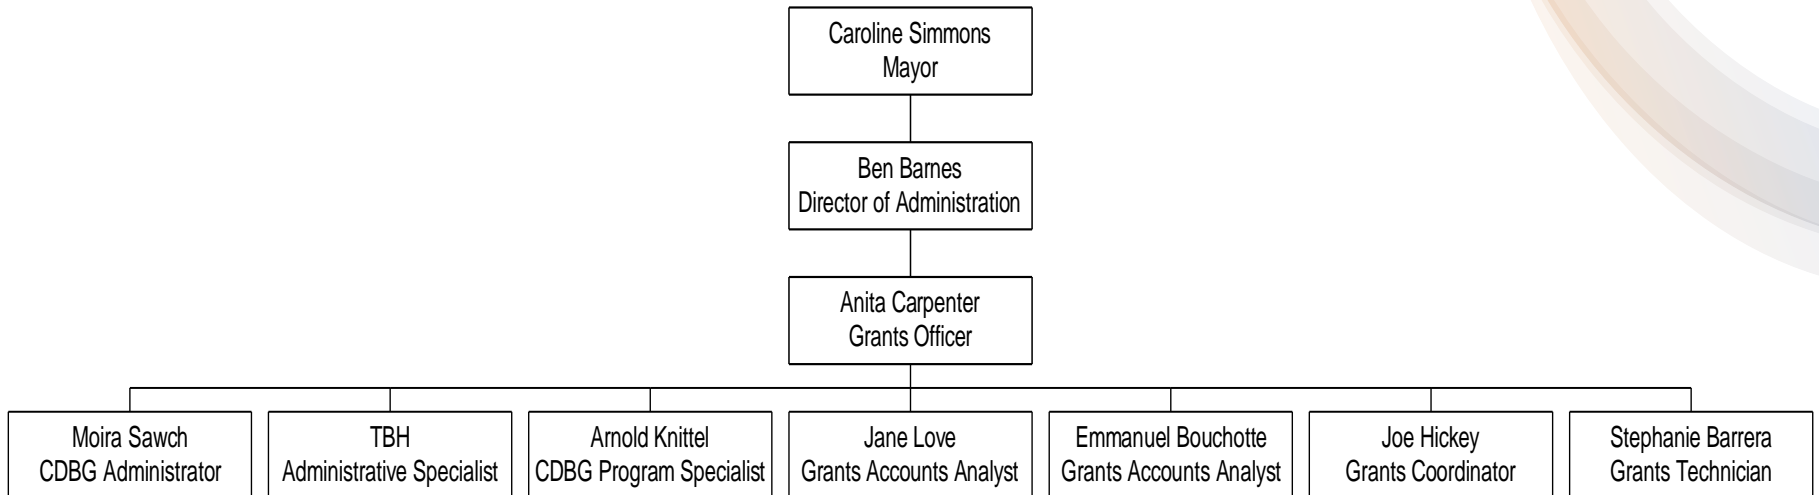 Caroline Simmons
Mayor
Ben Barnes
Director of Administration
Anita Carpenter
Grants Officer
Moira Sawch
CDBG Administrator
TBH
Administrative Specialist
Arnold Knittel
CDBG Program Specialist
Jane Love
Grants Accounts Analyst
Emmanuel Bouchotte
Grants Accounts Analyst
Joe Hickey
Grants Coordinator
Stephanie Barrera
Grants Technician